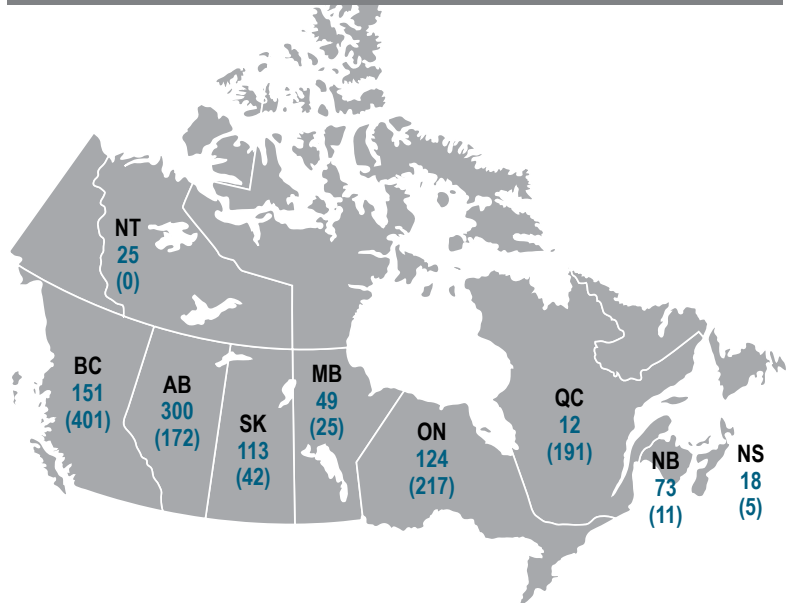 NT
25
(0)
BC
151
(401)
AB
300
(172)
SK
113
(42)
MB
49
(25)
ON
124
(217)
QC
12
(191)
NB
73
(11)
NS
18
(5)